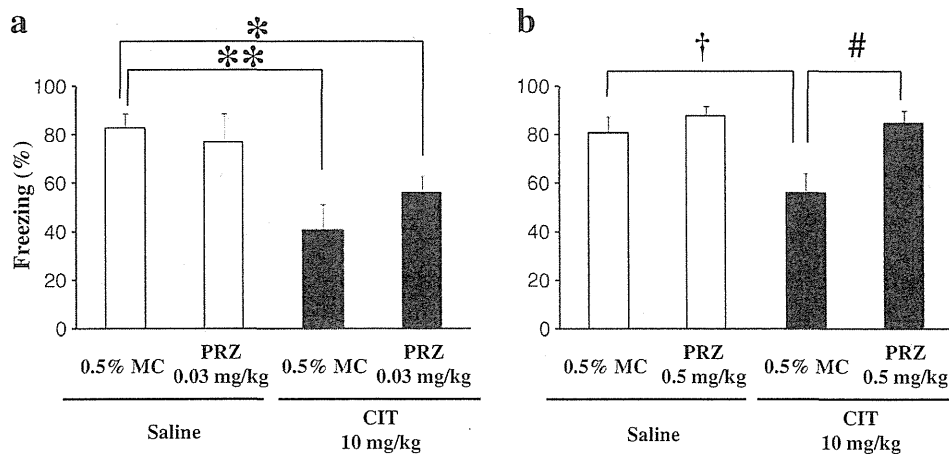 a
*
**
Freezing (%)
100
80
60
40
20
0
0.5% MC
PRZ
0.03 mg/kg
0.5% MC
PRZ
0.03 mg/kg
Saline
CIT
10 mg/kg
b
†
#
100
80
60
40
20
0
0.5% MC
PRZ
0.5 mg/kg
0.5% MC
PRZ
0.5 mg/kg
Saline
CIT
10 mg/kg